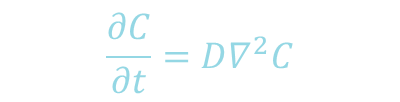 ∂C/∂t = D∇²C